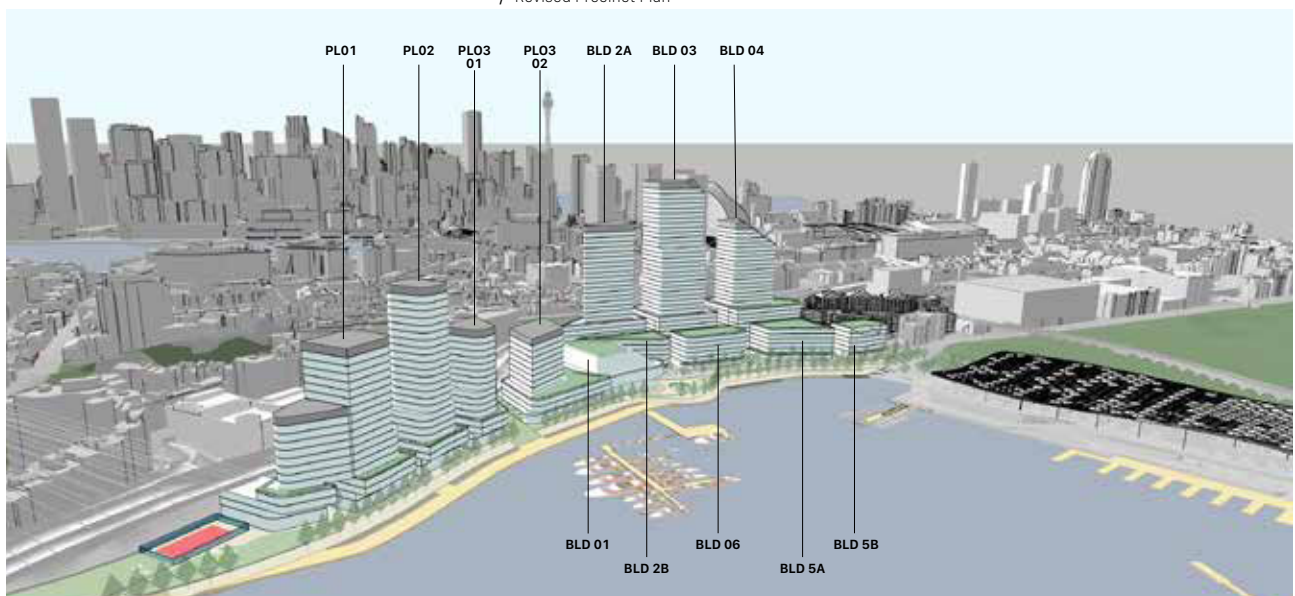 Revised Precinct Plan
PL01
PL02
PLO3
01
PLO3
02
BLD 2A
BLD 03
BLD 04
BLD 01
BLD 2B
BLD 06
BLD 5A
BLD 5B